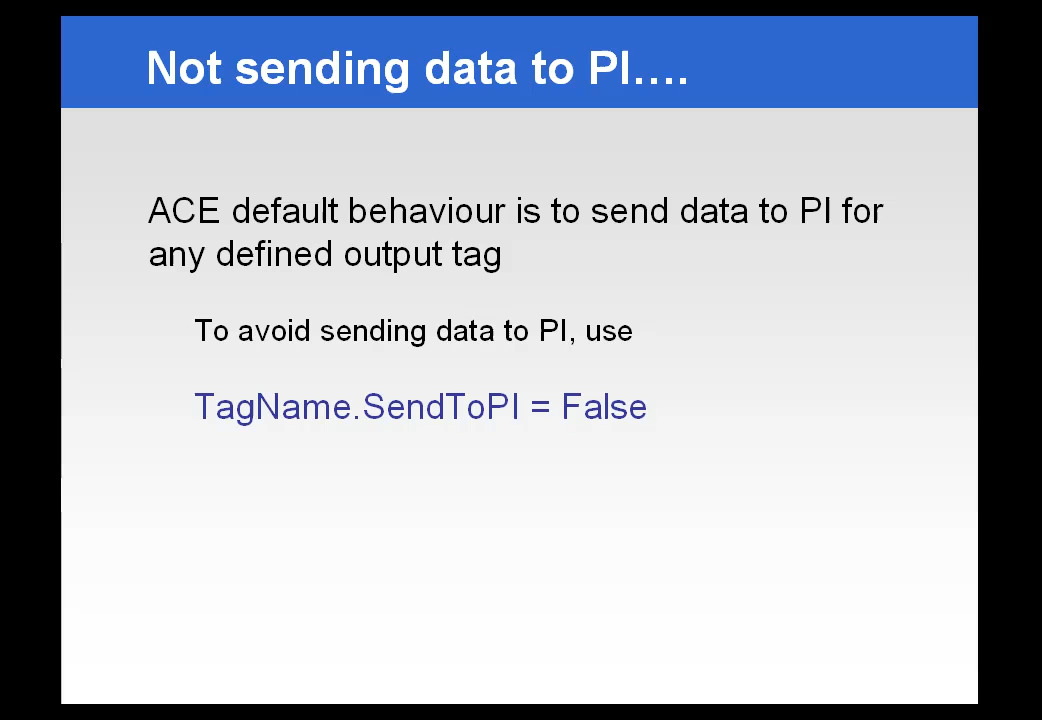 Not sending data to PI….
ACE default behaviour is to send data to PI for
any defined output tag
To avoid sending data to PI, use
TagName.SendToPI = False